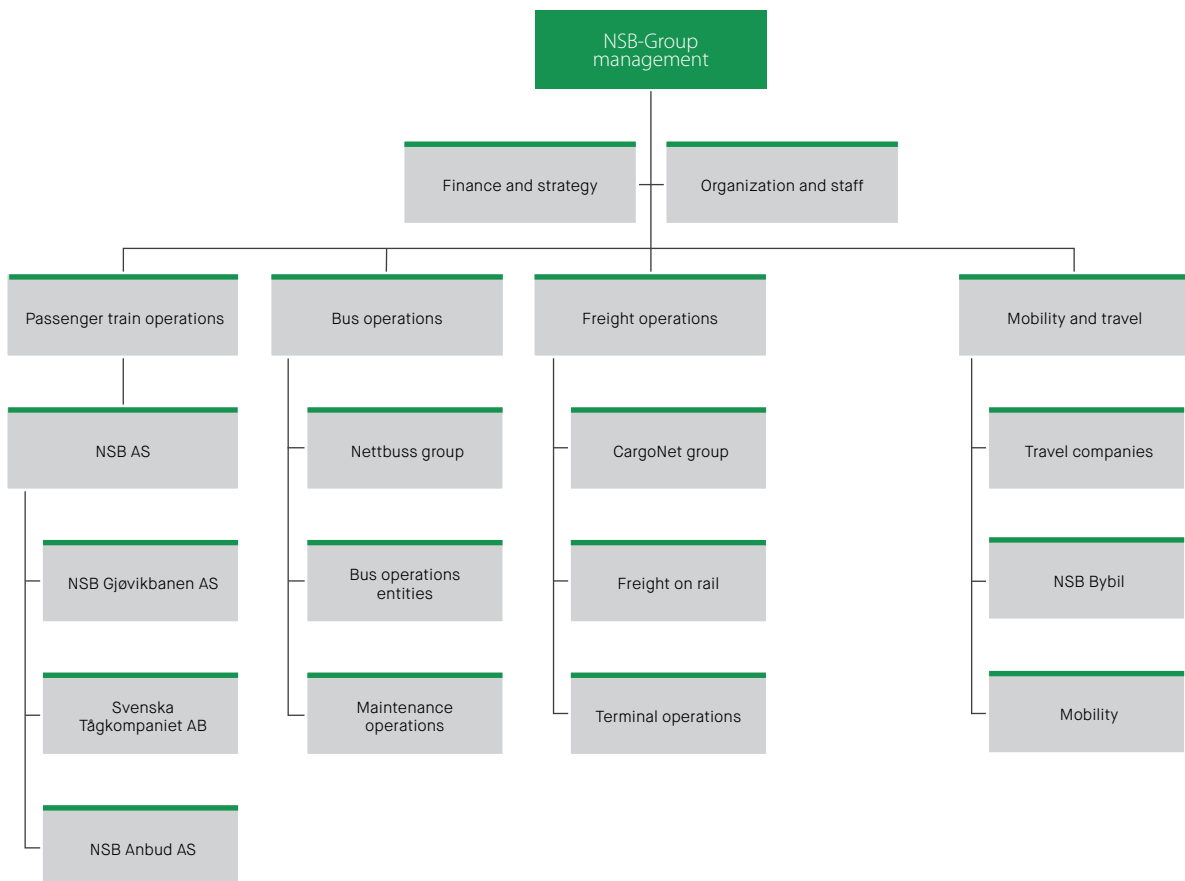 NSB-Group
management
Finance and strategy
Organization and staff
Passenger train operations
Bus operations
Freight operations
Mobility and travel
NSB AS
Nettbuss group
CargoNet group
Travel companies
NSB Gjøvikbanen AS
Bus operations
entities
Freight on rail
NSB Bybil
Svenska
Tågkompaniet AB
Maintenance
operations
Terminal operations
Mobility
NSB Anbud AS